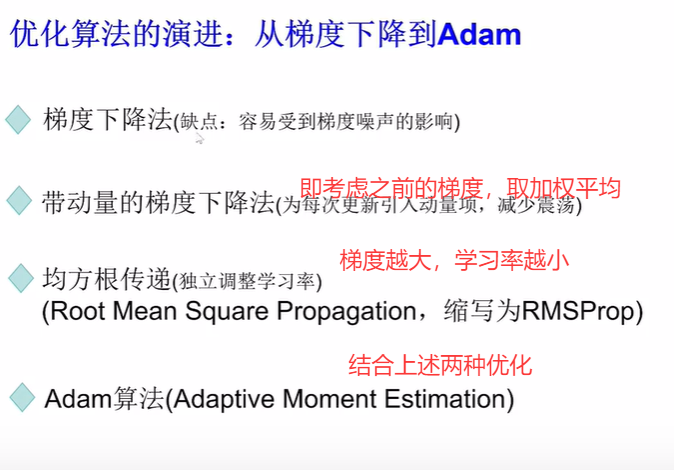 优化算法的演进：从梯度下降到Adam
梯度下降法(缺点：容易受到梯度噪声的影响)
即考虑之前的梯度，取加权平均
带动量的梯度下降法(为每次更新引入动量项，减少震荡)
梯度越大，学习率越小
均方根传递(独立调整学习率)
(Root Mean Square Propagation，缩写为RMSProp)
结合上述两种优化
Adam算法(Adaptive Moment Estimation)